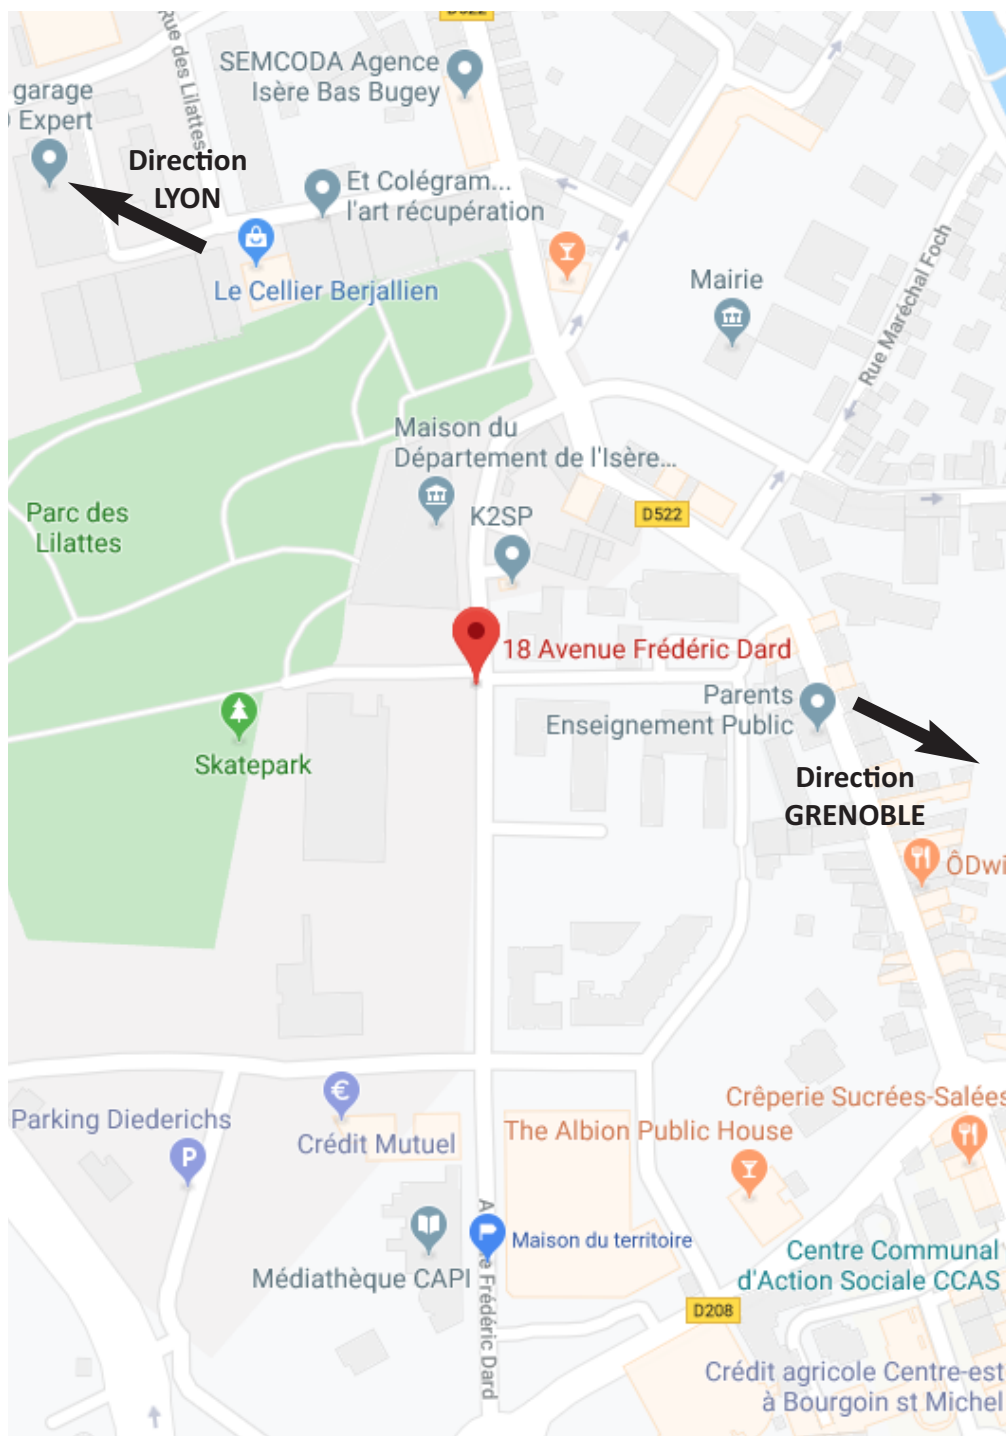 D522
Rue des Lilattes
SEMCODA Agence
Isère Bas Bugey
garage
Expert
Direction
LYON
Et Colégram...
l'art récupération
Le Cellier Berjallien
Mairie
Rue Maréchal Foch
Maison du
Département de l'Isère...
D522
K2SP
Parc des
Lilattes
18 Avenue Frédéric Dard
Parents
Enseignement Public
Skatepark
Direction
GRENOBLE
ÔDwi
Crêperie Sucrées-Salées
Parking Diederichs
P
€
Crédit Mutuel
The Albion Public House
Maison du territoire
Médiathèque CAPI
Frédéric Dard
Centre Communal
d'Action Sociale CCAS
D208
Crédit agricole Centre-est
à Bourgoin st Michel